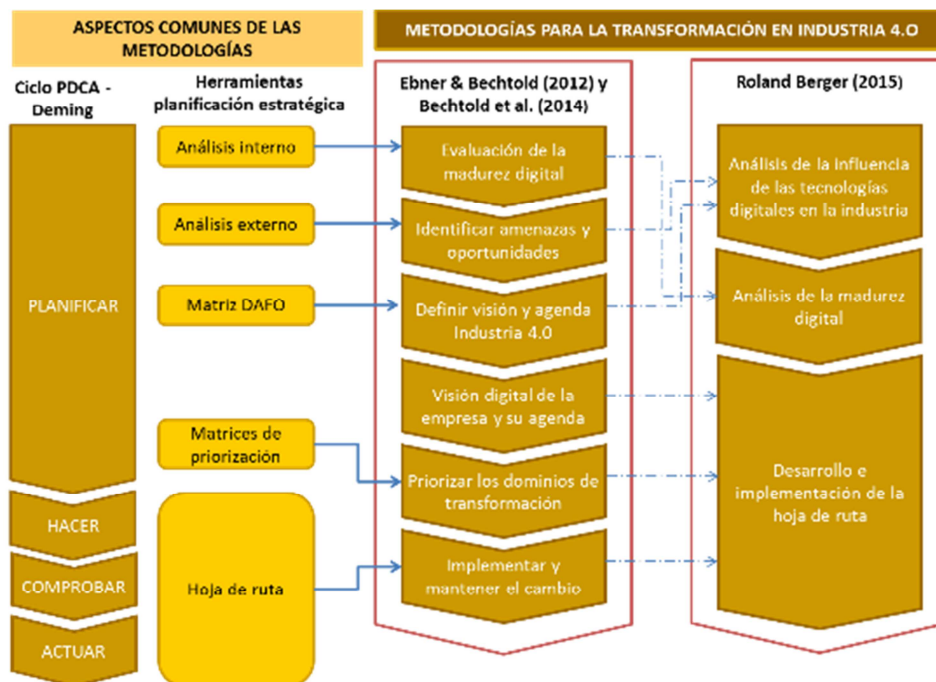 ASPECTOS COMUNES DE LAS
METODOLOGÍAS
METODOLOGÍAS PARA LA TRANSFORMACIÓN EN INDUSTRIA 4.0
Ciclo PDCA -
Deming
Herramientas
planificación estratégica
Ebner & Bechtold (2012) y
Bechtold et al. (2014)
Roland Berger (2015)
PLANIFICAR
HACER
COMPROBAR
ACTUAR
Análisis interno
Análisis externo
Matriz DAFO
Matrices de
priorización
Hoja de ruta
Evaluación de la
madurez digital
Identificar amenazas y
oportunidades
Definir visión y agenda
Industria 4.0
Visión digital de la
empresa y su agenda
Priorizar los dominios de
transformación
Implementar y
mantener el cambio
Análisis de la influencia
de las tecnologías
digitales en la industria
Análisis de la madurez
digital
Desarrollo e
implementación de la
hoja de ruta